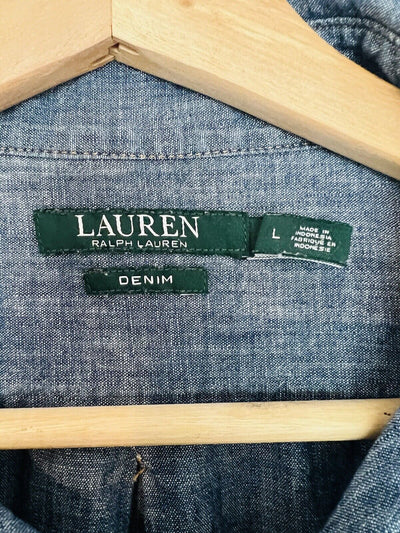 LAUREN
RALPH LAUREN
DENIM
L
MADE IN
INDONESIA
FABRIQUÉ EN
INDONÉSIE